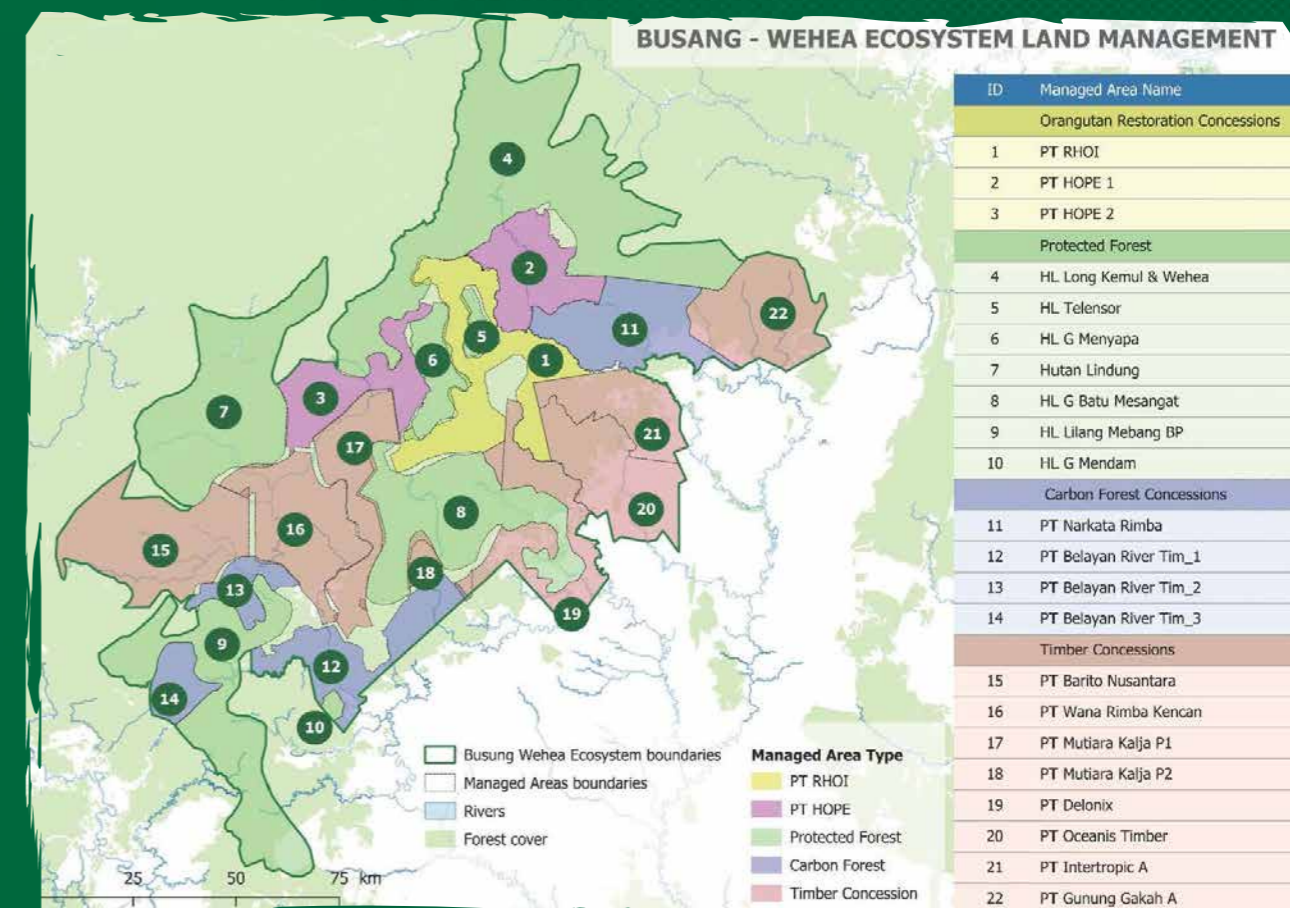 BUSANG - WEHEA ECOSYSTEM LAND MANAGEMENT
ID Managed Area Name
Orangutan Restoration Concessions
1 PT RHOI
2 PT HOPE 1
3 PT HOPE 2
Protected Forest
4 HL Long Kemul & Wehea
5 HL Telensor
6 HL G Menyapa
7 Hutan Lindung
8 HL G Batu Mesangat
9 HL Lilang Mebang BP
10 HL G Mendam
Carbon Forest Concessions
11 PT Narkata Rimba
12 PT Belayan River Tim_1
13 PT Belayan River Tim_2
14 PT Belayan River Tim_3
Timber Concessions
15 PT Barito Nusantara
16 PT Wana Rimba Kencan
17 PT Mutiara Kalja P1
18 PT Mutiara Kalja P2
19 PT Delonix
20 PT Oceanis Timber
21 PT Intertropic A
22 PT Gunung Gakah A
4
2
22
11
5
1
6
3
7
21
17
20
8
16
15
18
13
19
9
12
14
10
Busung Wehea Ecosystem boundaries
Managed Areas boundaries
Rivers
Forest cover
Managed Area Type
PT RHOI
PT HOPE
Protected Forest
Carbon Forest
Timber Concession
25 50 75 km